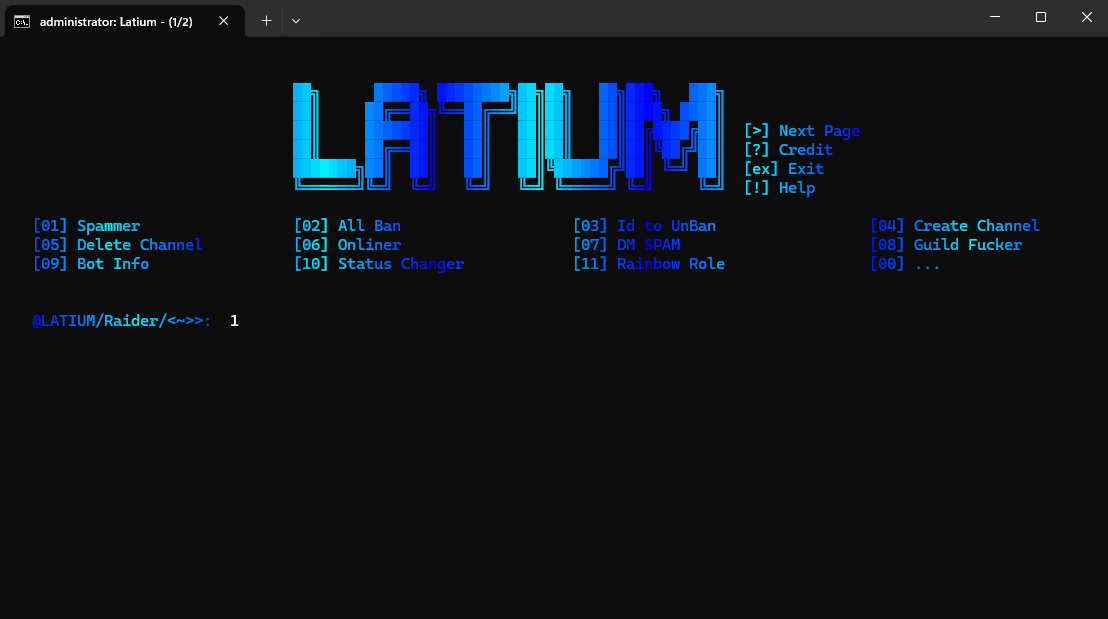 administrator: Latium - (1/2)
LATIUM
[>] Next Page
[?] Credit
[ex] Exit
[!] Help
[01] Spammer [02] All Ban [03] Id to UnBan [04] Create Channel
[05] Delete Channel [06] Onliner [07] DM SPAM [08] Guild Fucker
[09] Bot Info [10] Status Changer [11] Rainbow Role [00] ...
@LATIUM/Raider/<~>>: 1